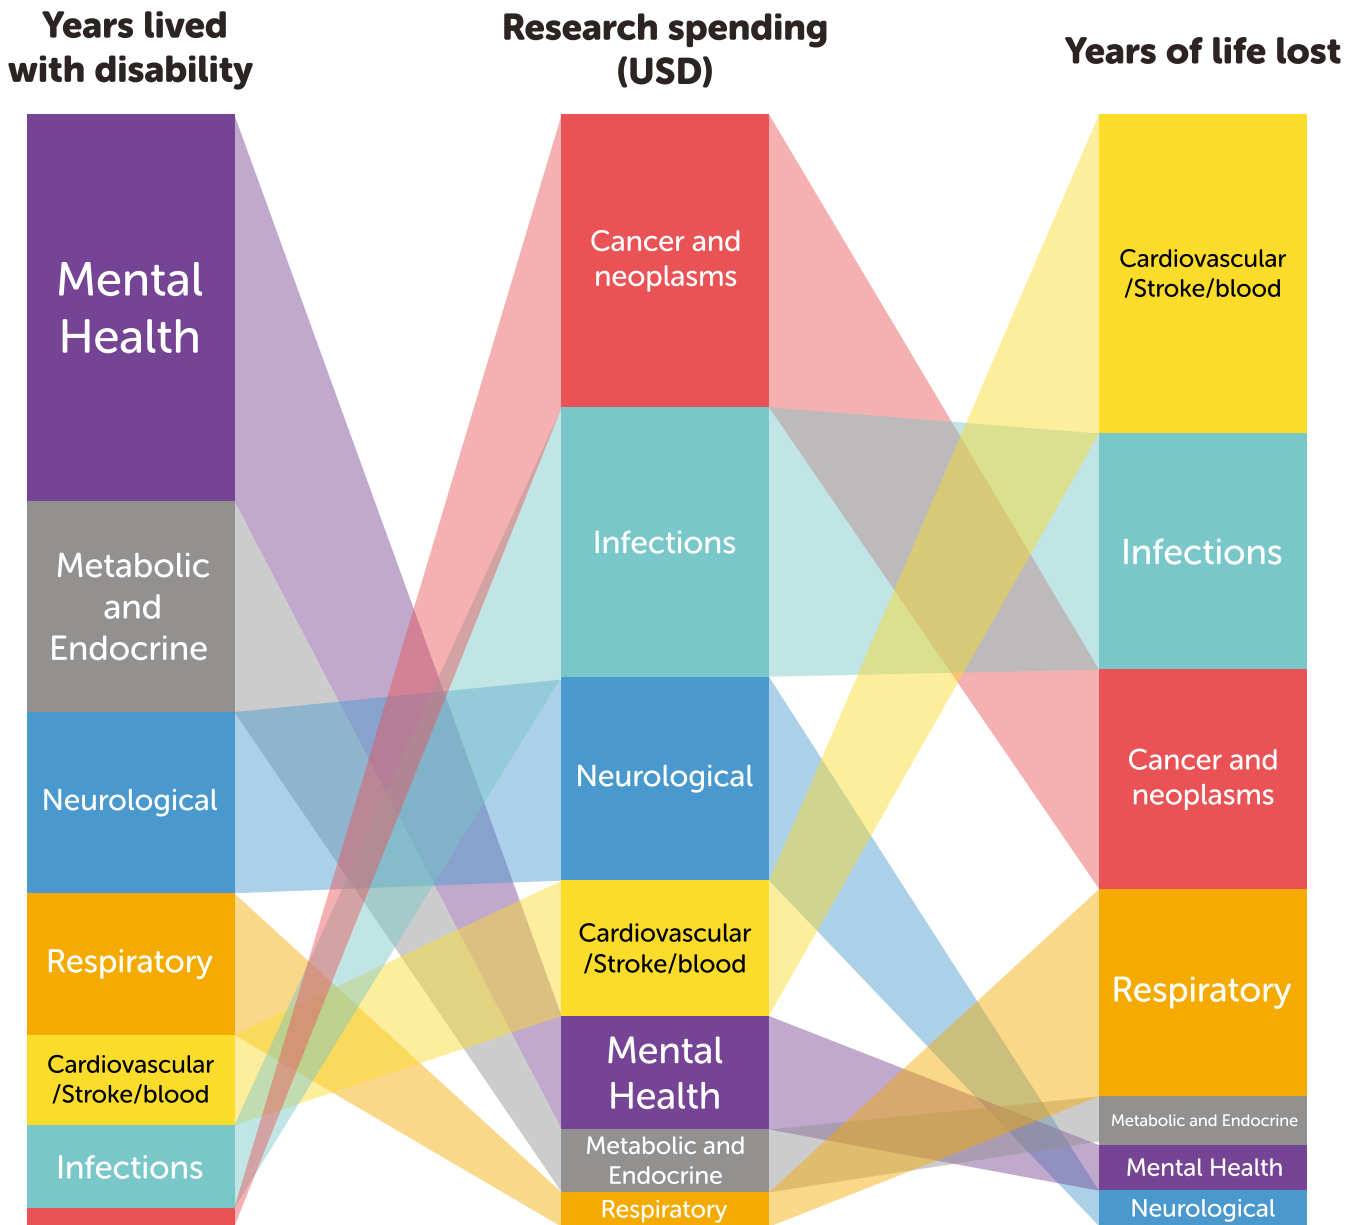 Years lived
with disability
Mental
Health
Metabolic
and
Endocrine
Neurological
Respiratory
Cardiovascular
/Stroke/blood
Infections
Research spending
(USD)
Cancer and
neoplasms
Infections
Neurological
Cardiovascular
/Stroke/blood
Mental
Health
Metabolic and
Endocrine
Respiratory
Years of life lost
Cardiovascular
/Stroke/blood
Infections
Cancer and
neoplasms
Respiratory
Metabolic and Endocrine
Mental Health
Neurological